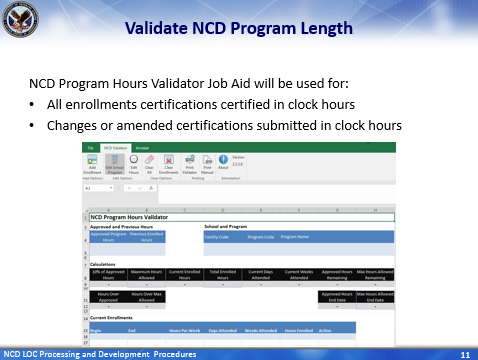 Validate NCD Program Length
NCD Program Hours Validator Job Aid will be used for:
• All enrollments certifications certified in clock hours
• Changes or amended certifications submitted in clock hours
File NCD Validator Acrobat
Add Enrollment Edit School Program Edit Hours Clear All Clear Enrollments Print Validator Print Manual About Version
Add Options Edit Options Clear Options Printing Information
NCD Program Hours Validator
Approved and Previous Hours School and Program
Approved Program Hours Previous Enrolled Hours Facility Code Program Code Program Name
Calculations
10% of Approved Hours Maximum Hours Allowed Current Enrolled Hours Total Enrolled Hours Current Days Attended Current Weeks Attended Approved Hours Remaining Max Hours Allowed Remaining
Hours Over Approved Hours Over Max Allowed Approved Hours End Date Max Hours Allowed End Date
Current Enrollments
Begin End Hours Per Week Days Attended Weeks Attended Hours Enrolled Action
NCD LOC Processing and Development Procedures 11